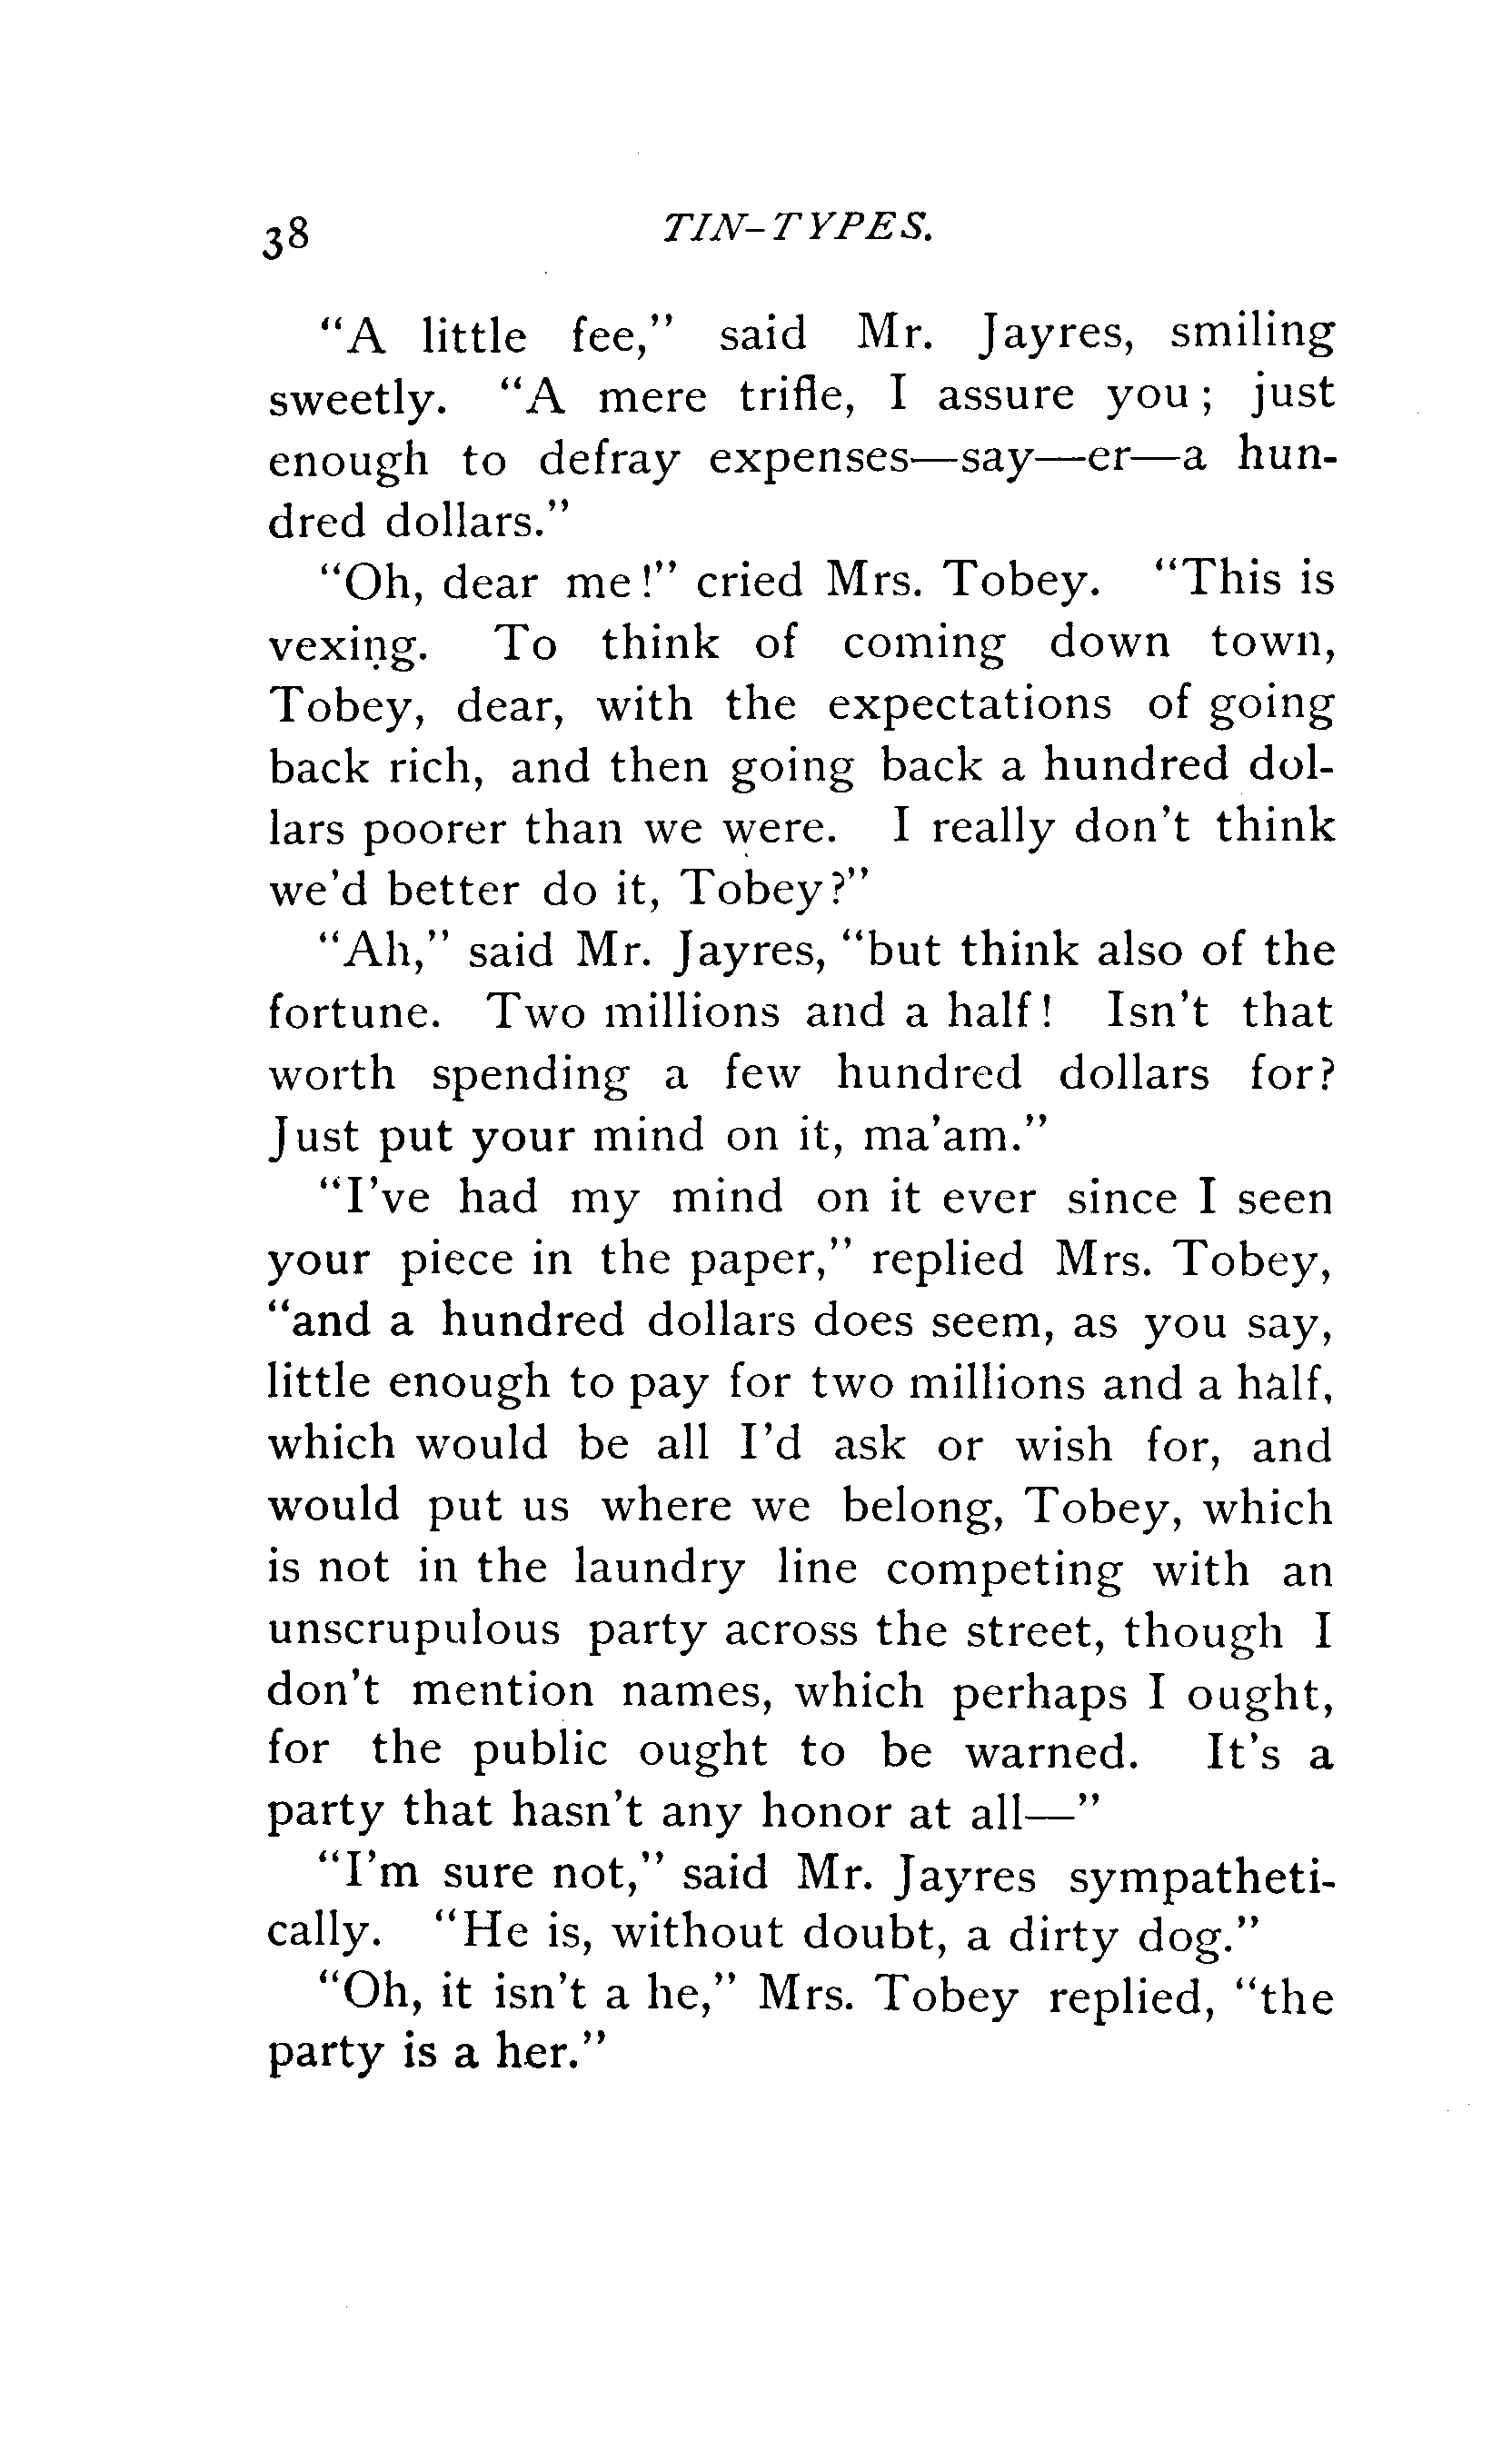 38 TIN-TYPES.
"A little fee," said Mr. Jayres, smiling
sweetly. "A mere trifle, I assure you; just
enough to defray expenses—say—er—a hun-
dred dollars."
"Oh, dear me!" cried Mrs. Tobey. "This is
vexing. To think of coming down town,
Tobey, dear, with the expectations of going
back rich, and then going back a hundred dol-
lars poorer than we were. I really don't think
we'd better do it, Tobey?"
"Ah," said Mr. Jayres, "but think also of the
fortune. Two millions and a half! Isn't that
worth spending a few hundred dollars for?
Just put your mind on it, ma'am."
"I've had my mind on it ever since I seen
your piece in the paper," replied Mrs. Tobey,
"and a hundred dollars does seem, as you say,
little enough to pay for two millions and a half,
which would be all I'd ask or wish for, and
would put us where we belong, Tobey, which
is not in the laundry line competing with an
unscrupulous party across the street, though I
don't mention names, which perhaps I ought,
for the public ought to be warned. It's a
party that hasn't any honor at all—"
"I'm sure not," said Mr. Jayres sympatheti-
cally. "He is, without doubt, a dirty dog."
"Oh, it isn't a he," Mrs. Tobey replied, "the
party is a her."